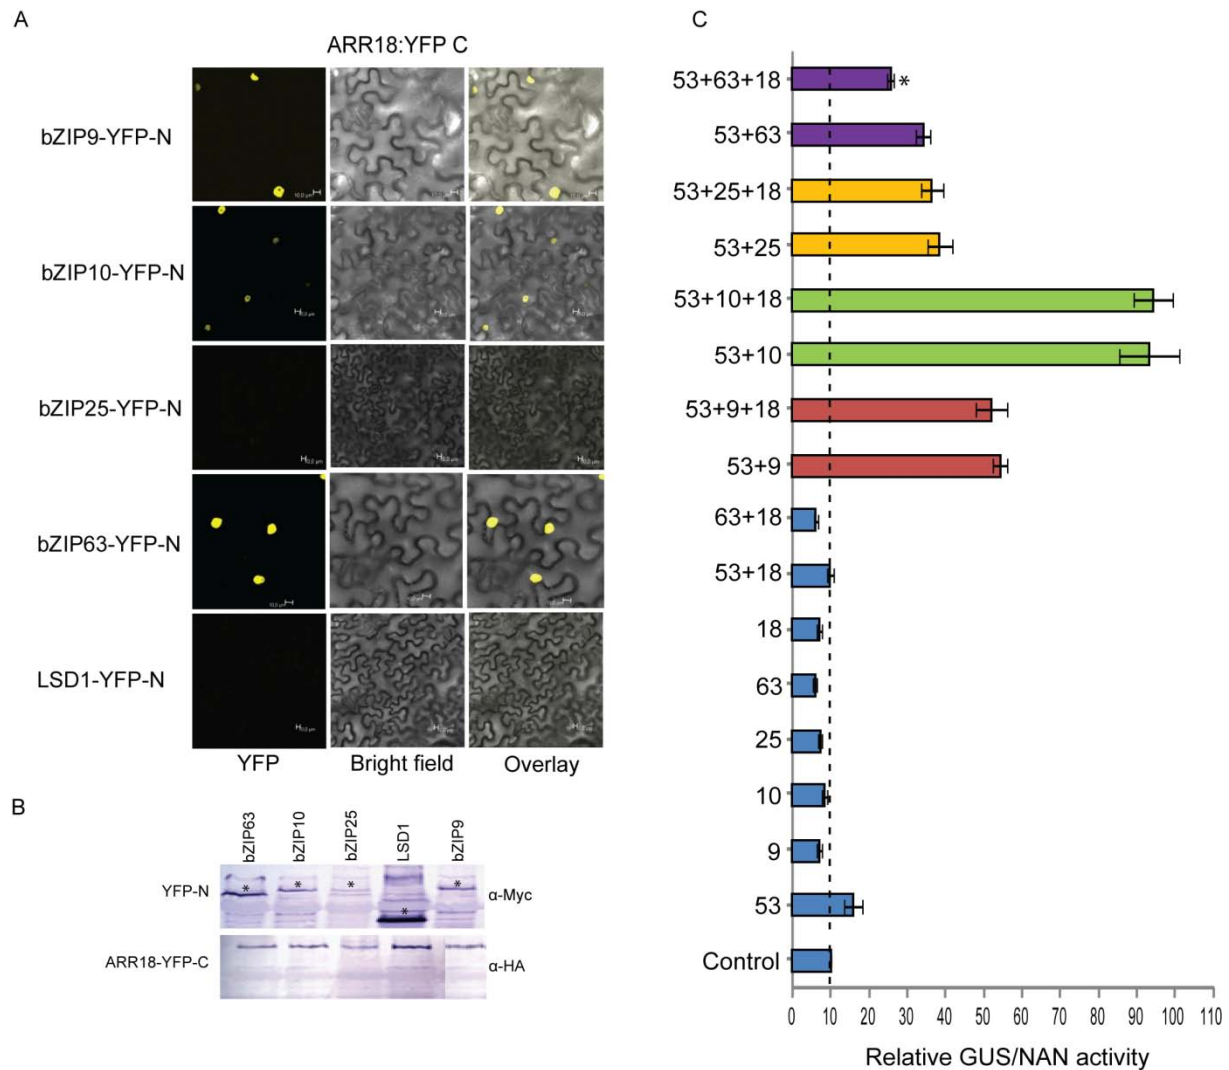 A
ARR18:YFP C
bZIP9-YFP-N
bZIP10-YFP-N
bZIP25-YFP-N
bZIP63-YFP-N
LSD1-YFP-N
YFP
Bright field
Overlay
B
bZIP63
bZIP10
bZIP25
LSD1
bZIP9
YFP-N
* * * * *
α-Myc
ARR18-YFP-C
α-HA
C
53+63+18
*
53+63
53+25+18
53+25
53+10+18
53+10
53+9+18
53+9
63+18
53+18
18
63
25
10
9
53
Control
0 10 20 30 40 50 60 70 80 90 100 110
Relative GUS/NAN activity